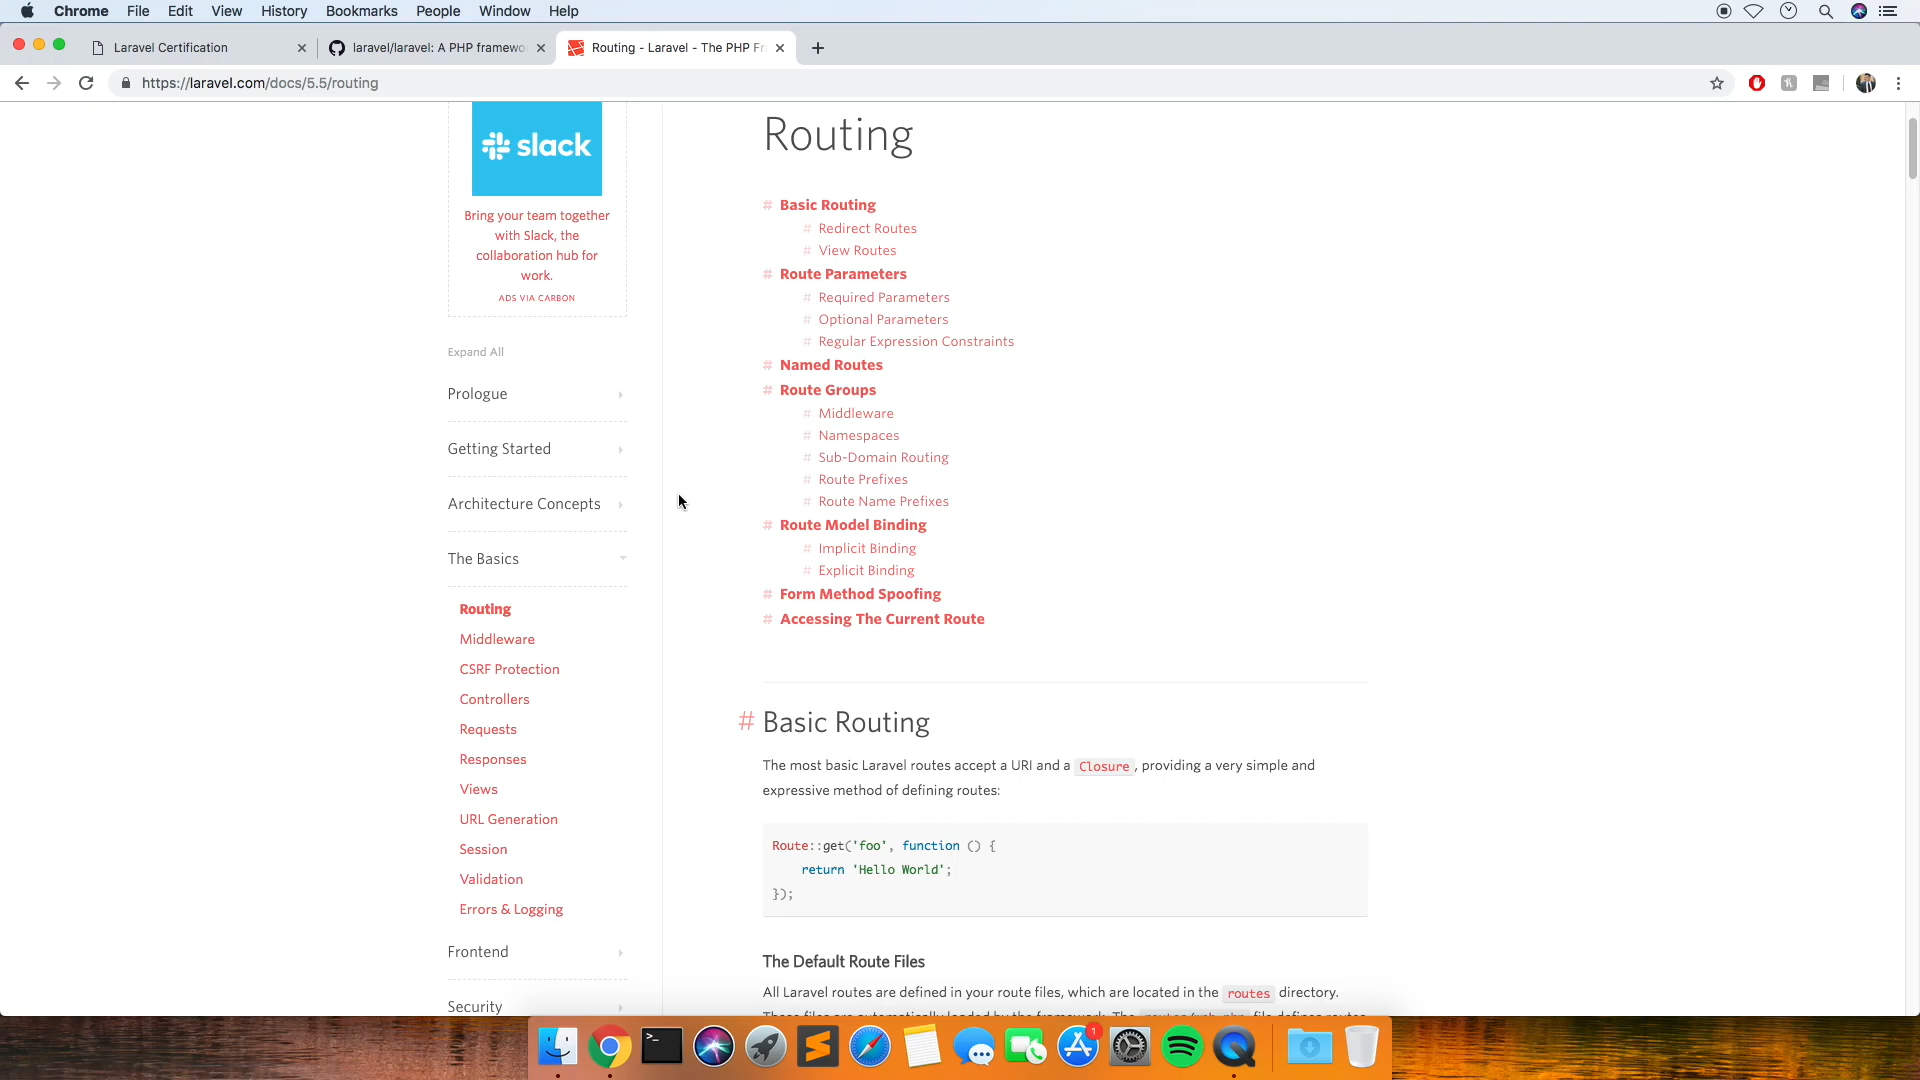 Chrome File Edit View History Bookmarks People Window Help
Laravel Certification
laravel/laravel: A PHP framewo
Routing - Laravel - The PHP Fr
https://laravel.com/docs/5.5/routing
slack
Bring your team together
with Slack, the
collaboration hub for
work.
ADS VIA CARBON
Expand All
Prologue
Getting Started
Architecture Concepts
The Basics
Routing
Middleware
CSRF Protection
Controllers
Requests
Responses
Views
URL Generation
Session
Validation
Errors & Logging
Frontend
Security
Routing
# Basic Routing
# Redirect Routes
# View Routes
# Route Parameters
# Required Parameters
# Optional Parameters
# Regular Expression Constraints
# Named Routes
# Route Groups
# Middleware
# Namespaces
# Sub-Domain Routing
# Route Prefixes
# Route Name Prefixes
# Route Model Binding
# Implicit Binding
# Explicit Binding
# Form Method Spoofing
# Accessing The Current Route
# Basic Routing
The most basic Laravel routes accept a URI and a Closure, providing a very simple and
expressive method of defining routes:
Route::get('foo', function () {
return 'Hello World';
});
The Default Route Files
All Laravel routes are defined in your route files, which are located in the routes directory.
1